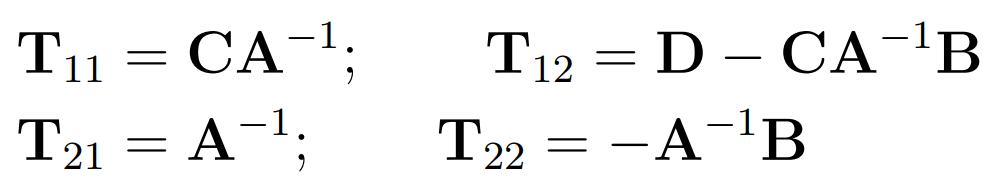 T₁₁ = CA⁻¹; T₁₂ = D − CA⁻¹B
T₂₁ = A⁻¹; T₂₂ = −A⁻¹B